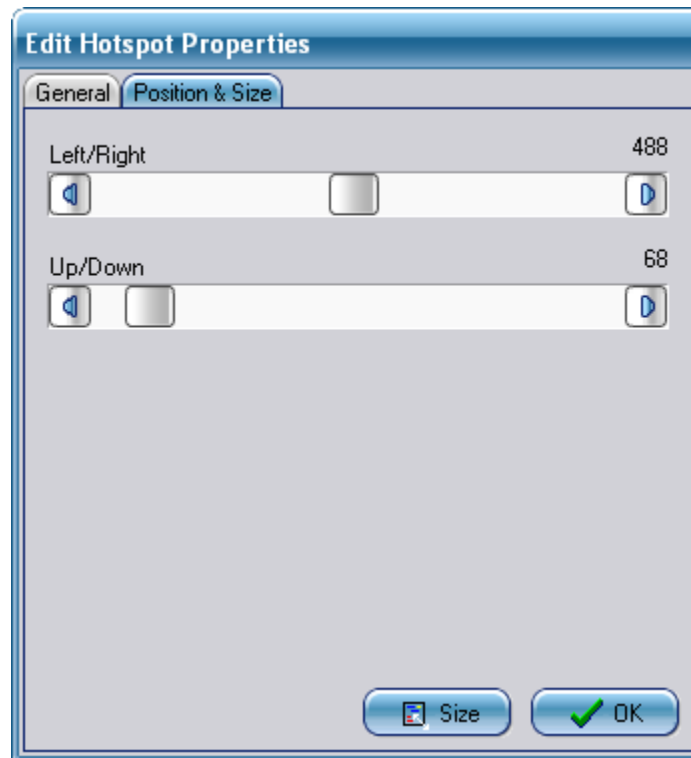 Edit Hotspot Properties
General Position & Size
Left/Right 488
Up/Down 68
Size OK